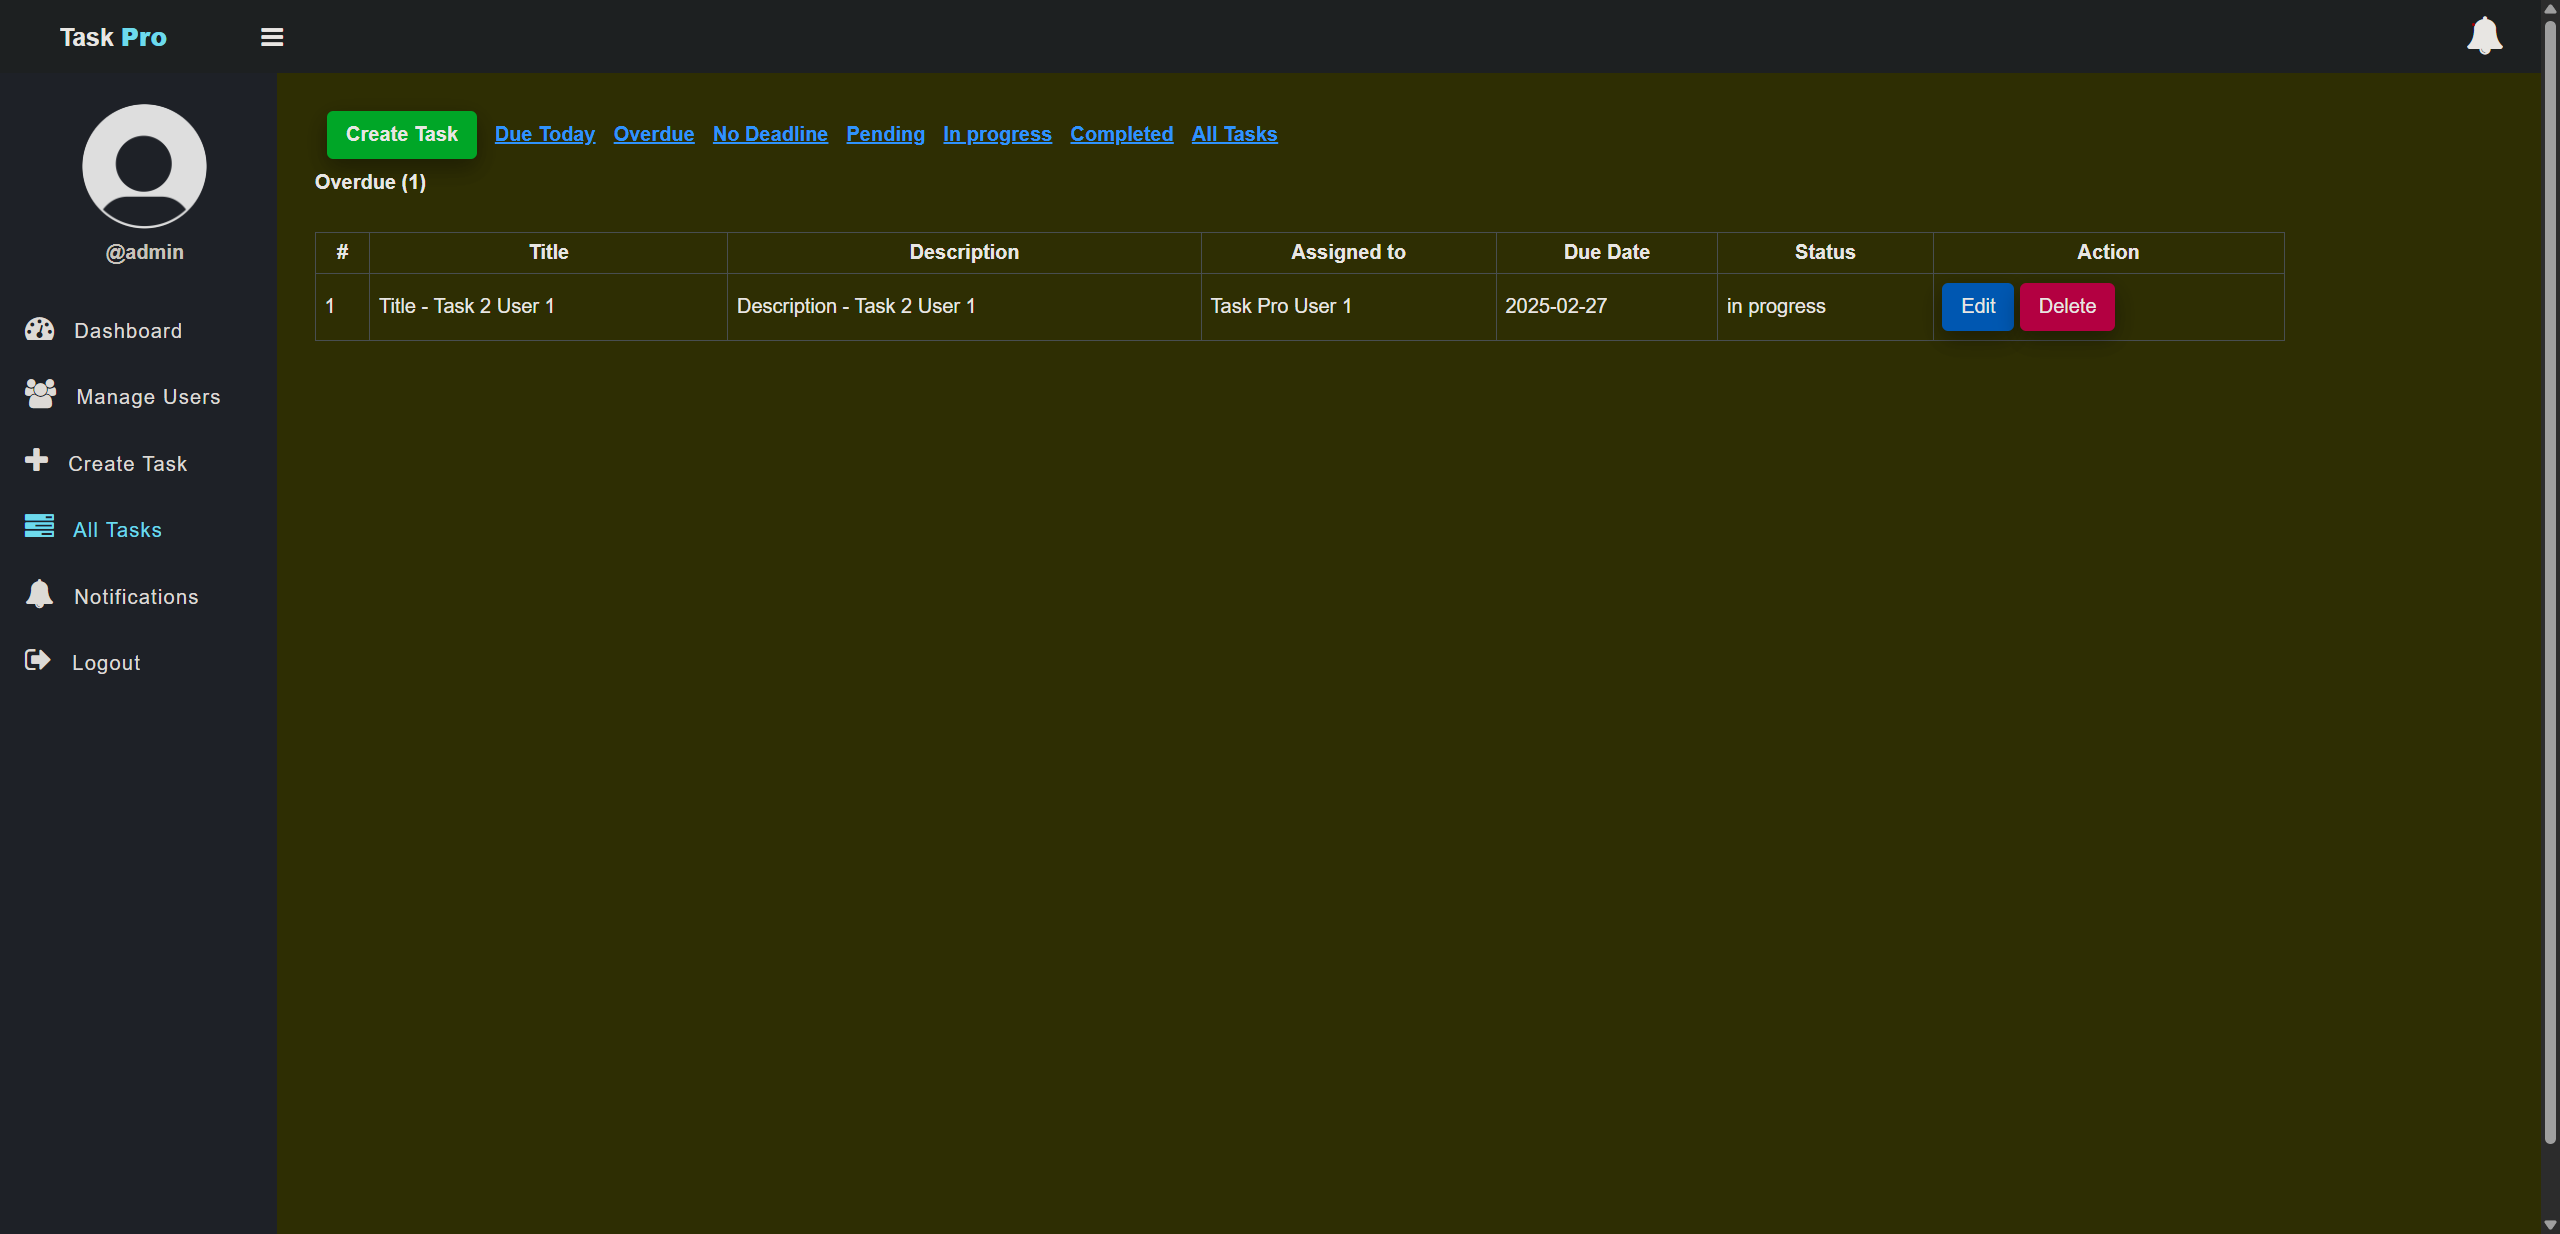 Task Pro
@admin
Dashboard
Manage Users
Create Task
All Tasks
Notifications
Logout
Create Task Due Today Overdue No Deadline Pending In progress Completed All Tasks
Overdue (1)
# Title Description Assigned to Due Date Status Action
1 Title - Task 2 User 1 Description - Task 2 User 1 Task Pro User 1 2025-02-27 in progress Edit Delete